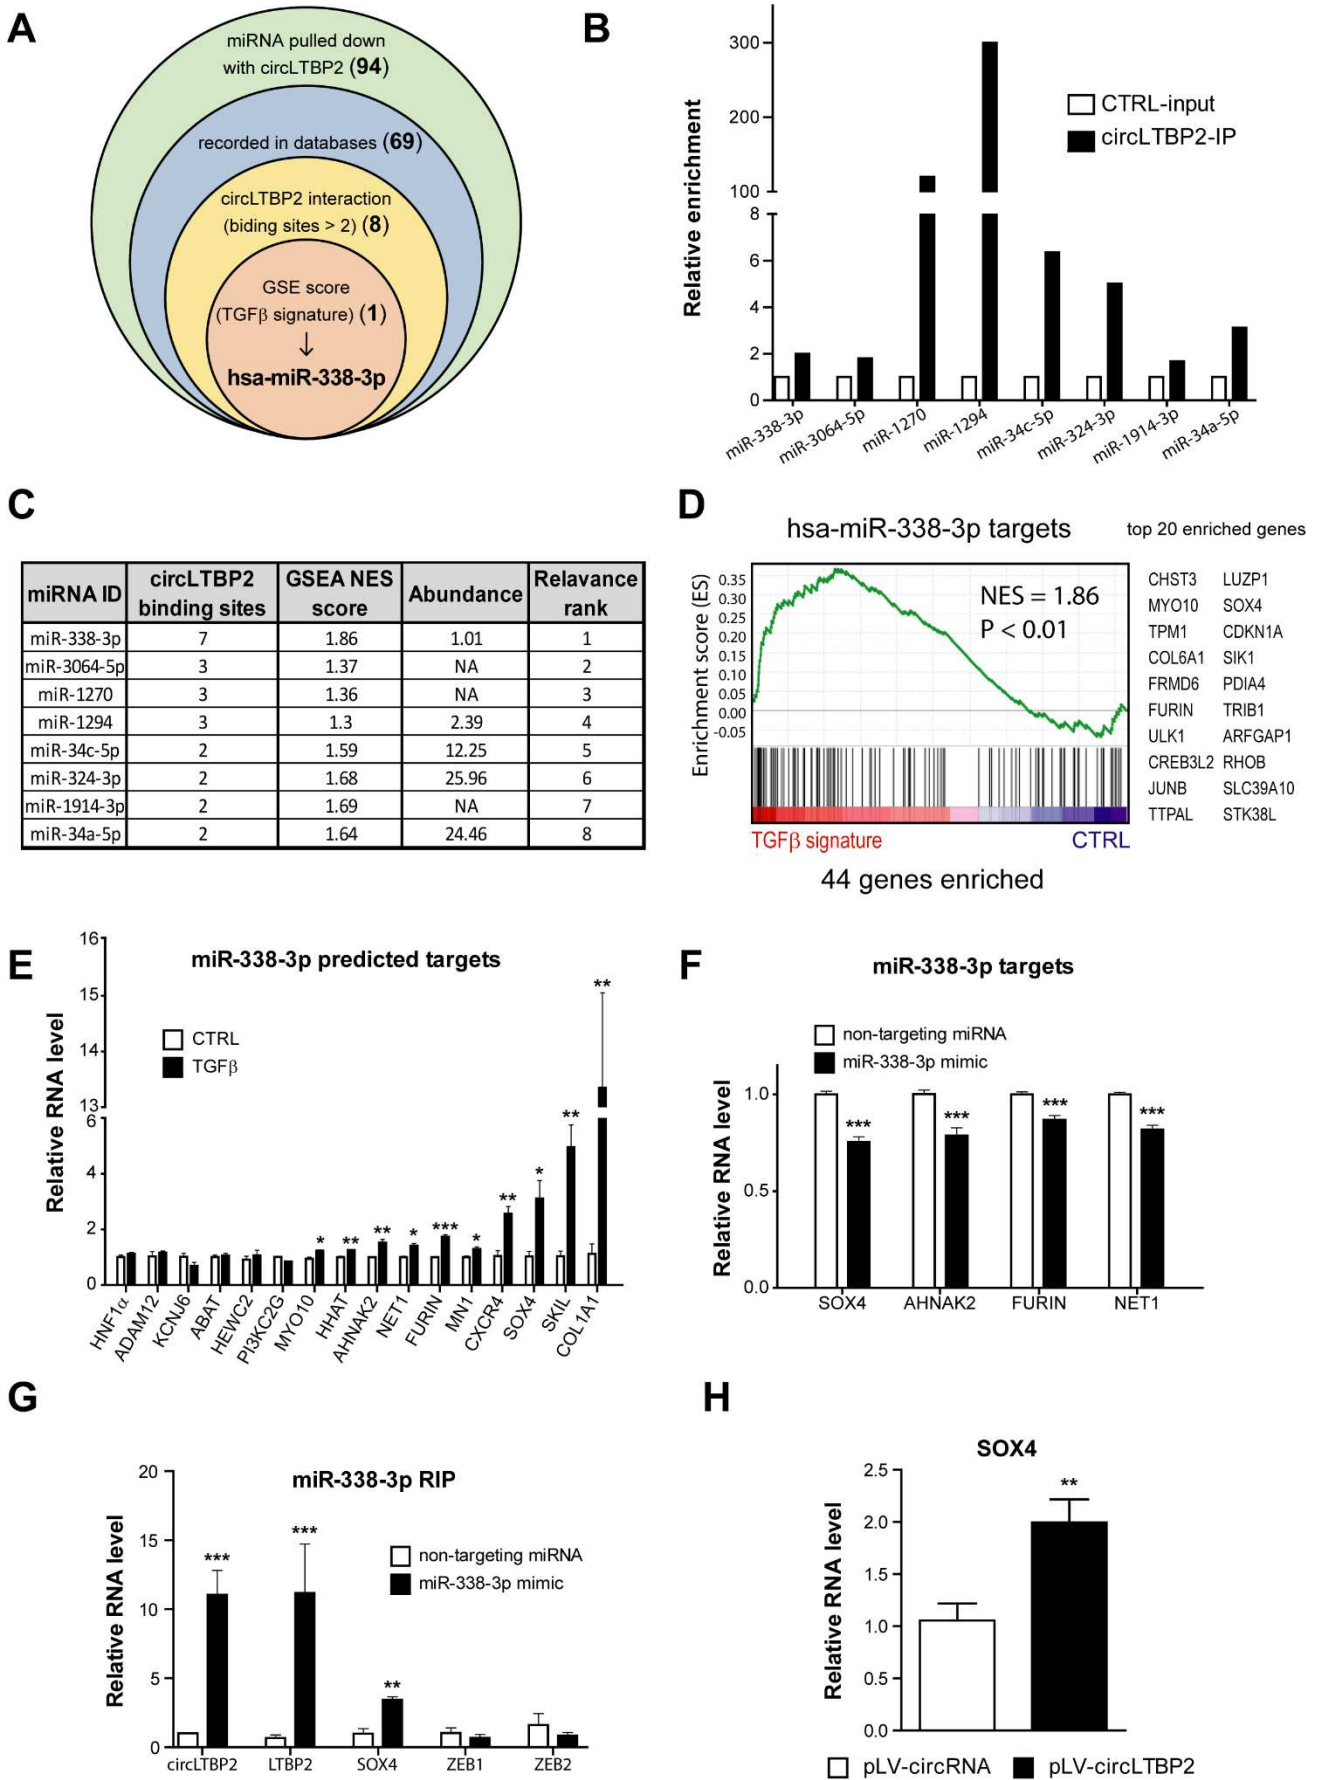 A
miRNA pulled down
with circLTBP2 (94)
recorded in databases (69)
circLTBP2 interaction
(biding sites > 2) (8)
GSE score
(TGFβ signature) (1)
↓
hsa-miR-338-3p
B
Relative enrichment
300
200
100
8
6
4
2
0
CTRL-input
circLTBP2-IP
miR-338-3p
miR-3064-5p
miR-1270
miR-1294
miR-34c-5p
miR-324-3p
miR-1914-3p
miR-34a-5p
C
miRNA ID circLTBP2 binding sites GSEA NES score Abundance Relavance rank
miR-338-3p 7 1.86 1.01 1
miR-3064-5p 3 1.37 NA 2
miR-1270 3 1.36 NA 3
miR-1294 3 1.3 2.39 4
miR-34c-5p 2 1.59 12.25 5
miR-324-3p 2 1.68 25.96 6
miR-1914-3p 2 1.69 NA 7
miR-34a-5p 2 1.64 24.46 8
D
hsa-miR-338-3p targets
top 20 enriched genes
Enrichment score (ES)
0.35
0.30
0.25
0.20
0.15
0.10
0.05
0.00
-0.05
NES = 1.86
P < 0.01
TGFβ signature CTRL
44 genes enriched
CHST3 LUZP1
MYO10 SOX4
TPM1 CDKN1A
COL6A1 SIK1
FRMD6 PDIA4
FURIN TRIB1
ULK1 ARFGAP1
CREB3L2 RHOB
JUNB SLC39A10
TTPAL STK38L
E
miR-338-3p predicted targets
Relative RNA level
16
15
14
13
6
4
2
0
CTRL
TGFβ
* ** ** * *** * ** * ** **
HNF1α
ADAM12
KCNJ6
ABAT
HEWC2
PI3KC2G
MYO10
HHAT
AHNAK2
NET1
FURIN
MN1
CXCR4
SOX4
SKIL
COL1A1
F
miR-338-3p targets
non-targeting miRNA
miR-338-3p mimic
Relative RNA level
1.0
0.5
0.0
*** *** *** ***
SOX4 AHNAK2 FURIN NET1
G
miR-338-3p RIP
Relative RNA level
20
15
10
5
0
non-targeting miRNA
miR-338-3p mimic
*** *** **
circLTBP2 LTBP2 SOX4 ZEB1 ZEB2
H
SOX4
Relative RNA level
2.5
2.0
1.5
1.0
0.5
0.0
**
pLV-circRNA pLV-circLTBP2